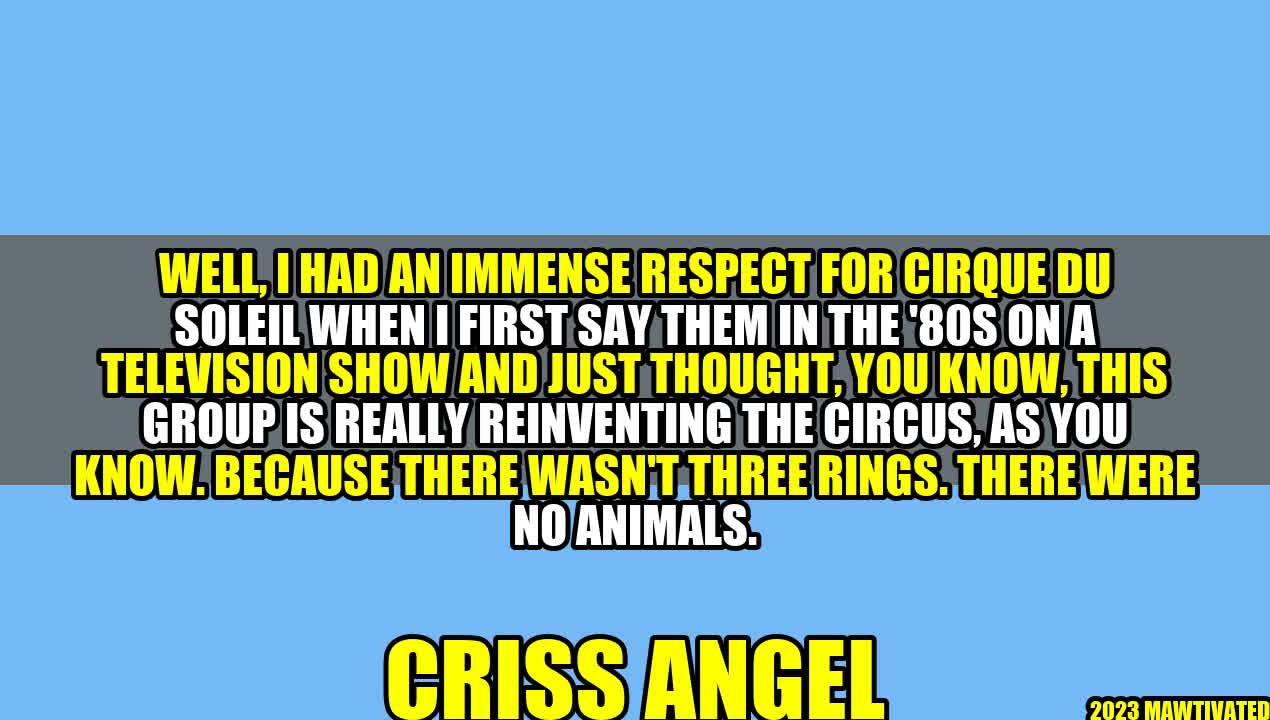 WELL, I HAD AN IMMENSE RESPECT FOR CIRQUE DU
SOLEIL WHEN I FIRST SAY THEM IN THE '80S ON A
TELEVISION SHOW AND JUST THOUGHT, YOU KNOW, THIS
GROUP IS REALLY REINVENTING THE CIRCUS, AS YOU
KNOW. BECAUSE THERE WASN'T THREE RINGS. THERE WERE
NO ANIMALS.
CRISS ANGEL
2023 MAWTIVATED